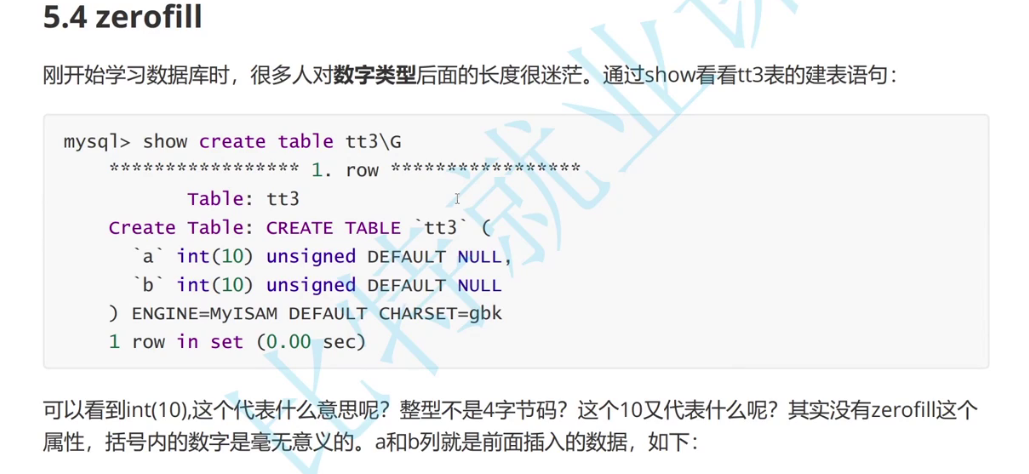 5.4 zerofill
刚开始学习数据库时，很多人对数字类型后面的长度很迷茫。通过show看看tt3表的建表语句：
mysql> show create table tt3\G
***************** 1. row *****************
Table: tt3
Create Table: CREATE TABLE `tt3` (
`a` int(10) unsigned DEFAULT NULL,
`b` int(10) unsigned DEFAULT NULL
) ENGINE=MyISAM DEFAULT CHARSET=gbk
1 row in set (0.00 sec)
可以看到int(10),这个代表什么意思呢？整型不是4字节码？这个10又代表什么呢？其实没有zerofill这个
属性，括号内的数字是毫无意义的。a和b列就是前面插入的数据，如下：
比特就业课